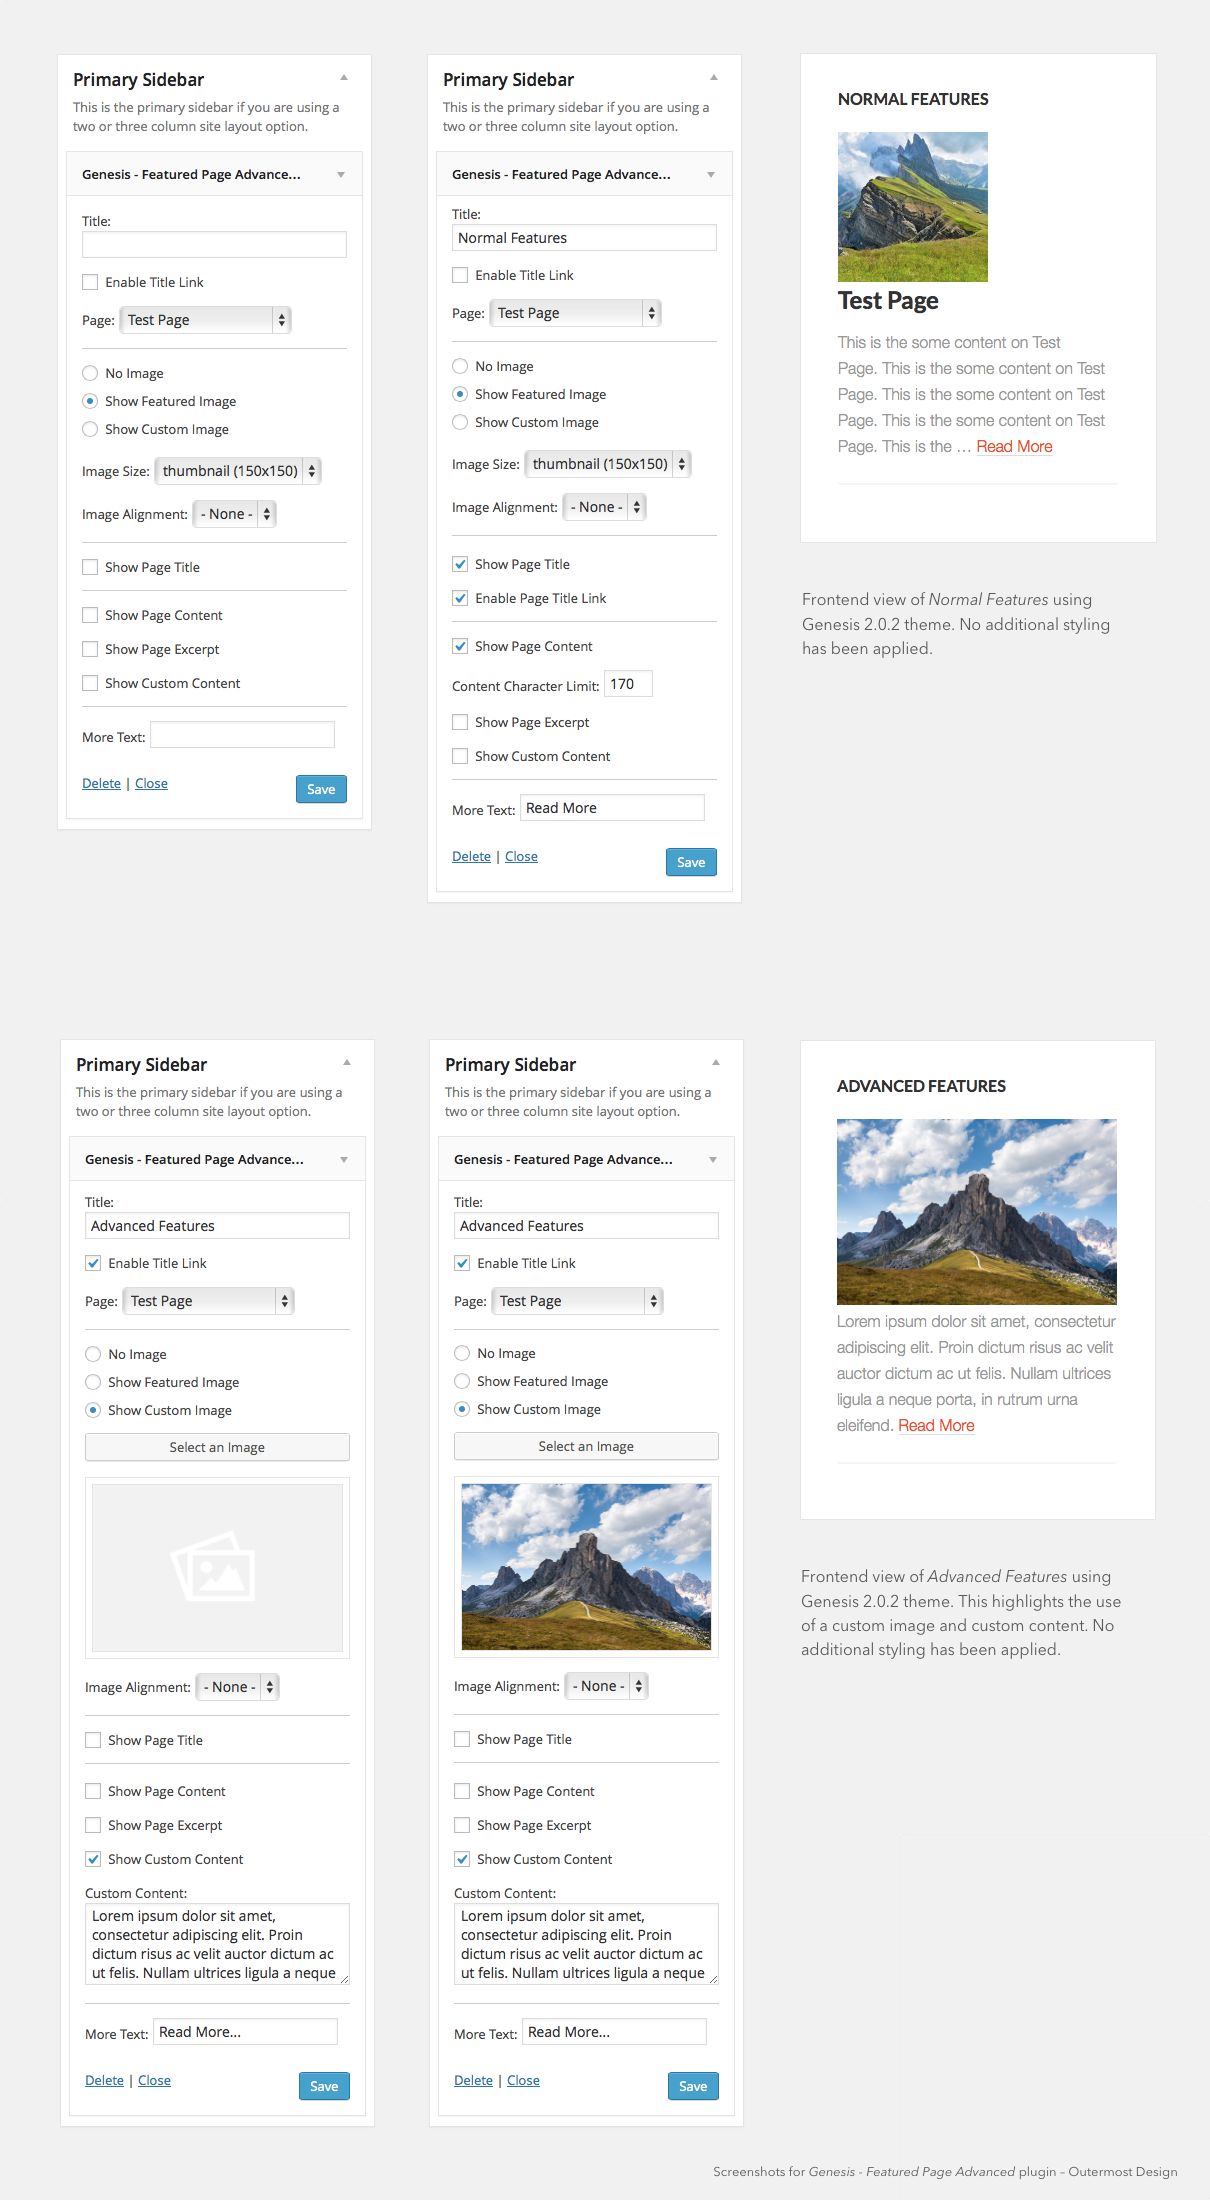 Primary Sidebar
This is the primary sidebar if you are using a
two or three column site layout option.
Genesis - Featured Page Advance...
Title:
Enable Title Link
Page: Test Page
No Image
Show Featured Image
Show Custom Image
Image Size: thumbnail (150x150)
Image Alignment: - None -
Show Page Title
Show Page Content
Show Page Excerpt
Show Custom Content
More Text:
Delete | Close
Save
Primary Sidebar
This is the primary sidebar if you are using a
two or three column site layout option.
Genesis - Featured Page Advance...
Title:
Normal Features
Enable Title Link
Page: Test Page
No Image
Show Featured Image
Show Custom Image
Image Size: thumbnail (150x150)
Image Alignment: - None -
Show Page Title
Enable Page Title Link
Show Page Content
Content Character Limit: 170
Show Page Excerpt
Show Custom Content
More Text: Read More
Delete | Close
Save
NORMAL FEATURES
Test Page
This is the some content on Test
Page. This is the some content on Test
Page. This is the some content on Test
Page. This is the some content on Test
Page. This is the … Read More
Frontend view of Normal Features using
Genesis 2.0.2 theme. No additional styling
has been applied.
Primary Sidebar
This is the primary sidebar if you are using a
two or three column site layout option.
Genesis - Featured Page Advance...
Title:
Advanced Features
Enable Title Link
Page: Test Page
No Image
Show Featured Image
Show Custom Image
Select an Image
Image Alignment: - None -
Show Page Title
Show Page Content
Show Page Excerpt
Show Custom Content
Custom Content:
Lorem ipsum dolor sit amet,
consectetur adipiscing elit. Proin
dictum risus ac velit auctor dictum ac
ut felis. Nullam ultrices ligula a neque
More Text: Read More...
Delete | Close
Save
Primary Sidebar
This is the primary sidebar if you are using a
two or three column site layout option.
Genesis - Featured Page Advance...
Title:
Advanced Features
Enable Title Link
Page: Test Page
No Image
Show Featured Image
Show Custom Image
Select an Image
Image Alignment: - None -
Show Page Title
Show Page Content
Show Page Excerpt
Show Custom Content
Custom Content:
Lorem ipsum dolor sit amet,
consectetur adipiscing elit. Proin
dictum risus ac velit auctor dictum ac
ut felis. Nullam ultrices ligula a neque
More Text: Read More...
Delete | Close
Save
ADVANCED FEATURES
Lorem ipsum dolor sit amet, consectetur
adipiscing elit. Proin dictum risus ac velit
auctor dictum ac ut felis. Nullam ultrices
ligula a neque porta, in rutrum urna
eleifend. Read More
Frontend view of Advanced Features using
Genesis 2.0.2 theme. This highlights the use
of a custom image and custom content. No
additional styling has been applied.
Screenshots for Genesis - Featured Page Advanced plugin – Outermost Design